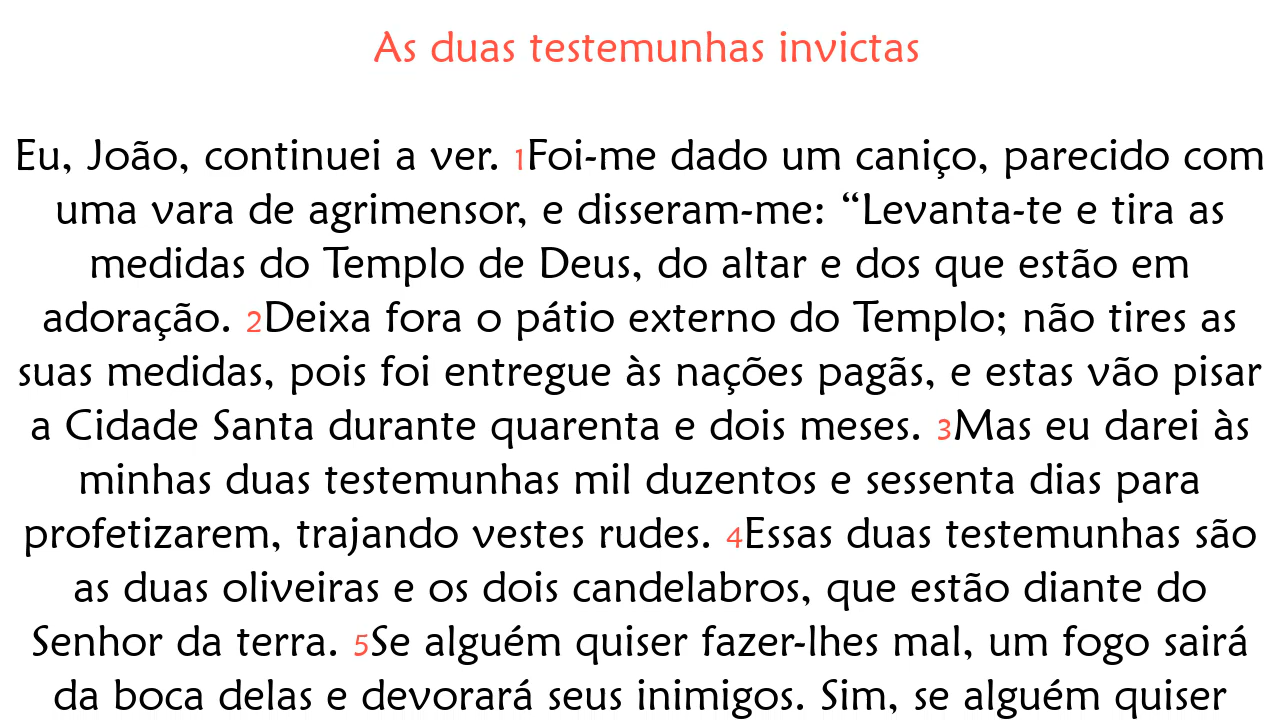 As duas testemunhas invictas
Eu, João, continuei a ver. 1Foi-me dado um caniço, parecido com
uma vara de agrimensor, e disseram-me: “Levanta-te e tira as
medidas do Templo de Deus, do altar e dos que estão em
adoração. 2Deixa fora o pátio externo do Templo; não tires as
suas medidas, pois foi entregue às nações pagãs, e estas vão pisar
a Cidade Santa durante quarenta e dois meses. 3Mas eu darei às
minhas duas testemunhas mil duzentos e sessenta dias para
profetizarem, trajando vestes rudes. 4Essas duas testemunhas são
as duas oliveiras e os dois candelabros, que estão diante do
Senhor da terra. 5Se alguém quiser fazer-lhes mal, um fogo sairá
da boca delas e devorará seus inimigos. Sim, se alguém quiser